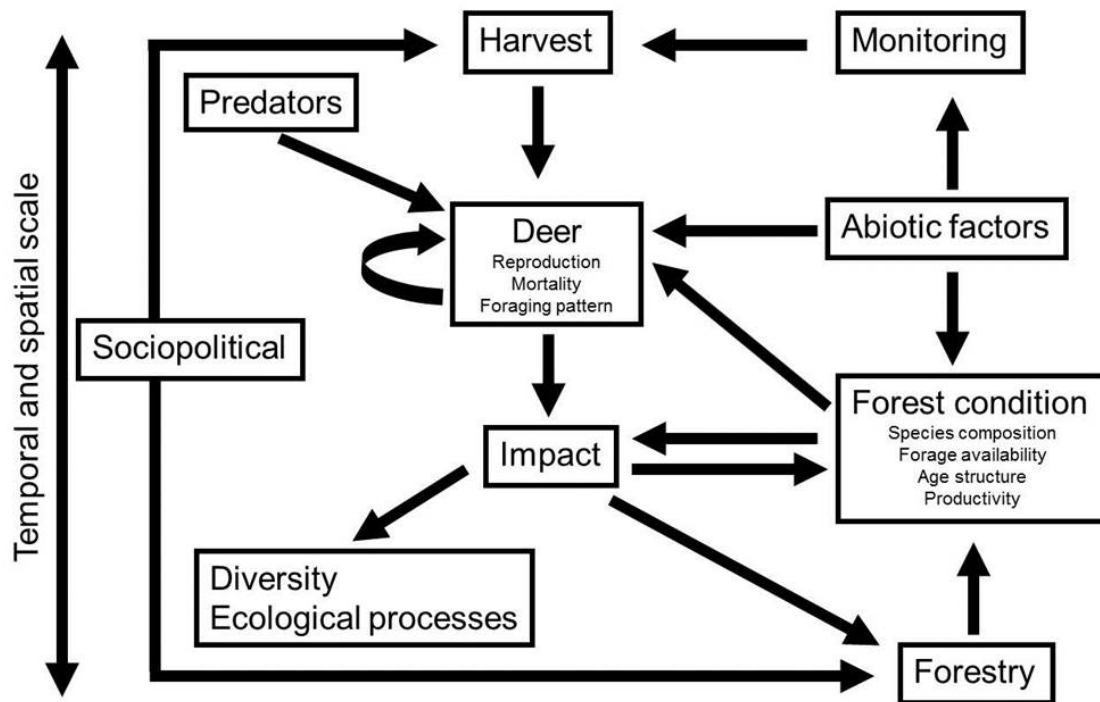 Harvest
Monitoring
Predators
Temporal and spatial scale
Deer
Reproduction
Mortality
Foraging pattern
Abiotic factors
Sociopolitical
Forest condition
Species composition
Forage availability
Age structure
Productivity
Impact
Diversity
Ecological processes
Forestry